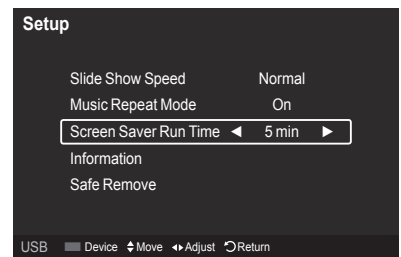 Setup
Slide Show Speed Normal
Music Repeat Mode On
Screen Saver Run Time ◀ 5 min ▶
Information
Safe Remove
USB Device Move Adjust Return